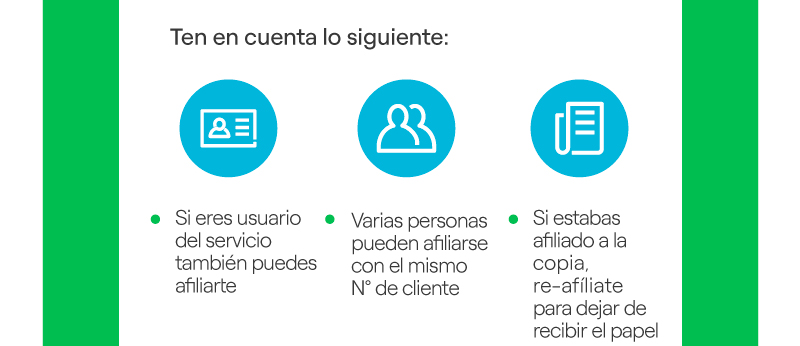 Ten en cuenta lo siguiente:
Si eres usuario
del servicio
también puedes
afiliarte
Varias personas
pueden afiliarse
con el mismo
N° de cliente
Si estabas
afiliado a la
copia,
re-afíliate
para dejar de
recibir el papel